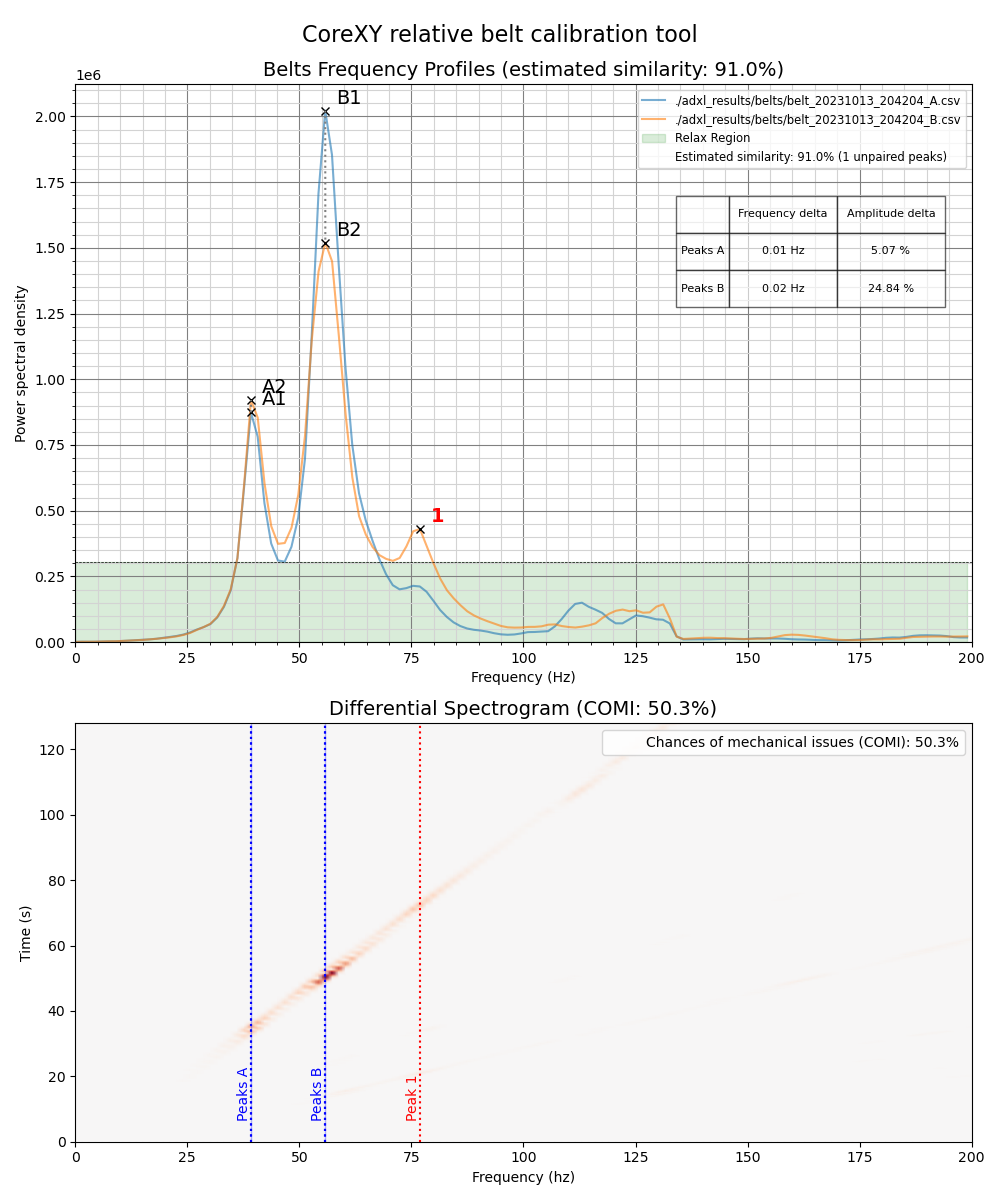 CoreXY relative belt calibration tool
Belts Frequency Profiles (estimated similarity: 91.0%)
1e6
B1
./adxl_results/belts/belt_20231013_204204_A.csv
./adxl_results/belts/belt_20231013_204204_B.csv
Relax Region
Estimated similarity: 91.0% (1 unpaired peaks)
2.00
1.75
1.50
1.25
1.00
0.75
0.50
0.25
0.00
Power spectral density
Frequency delta Amplitude delta
Peaks A 0.01 Hz 5.07 %
Peaks B 0.02 Hz 24.84 %
B2
A2
A1
1
0 25 50 75 100 125 150 175 200
Frequency (Hz)
Differential Spectrogram (COMI: 50.3%)
Chances of mechanical issues (COMI): 50.3%
120
100
80
60
40
20
0
Time (s)
Peaks A
Peaks B
Peak 1
0 25 50 75 100 125 150 175 200
Frequency (hz)